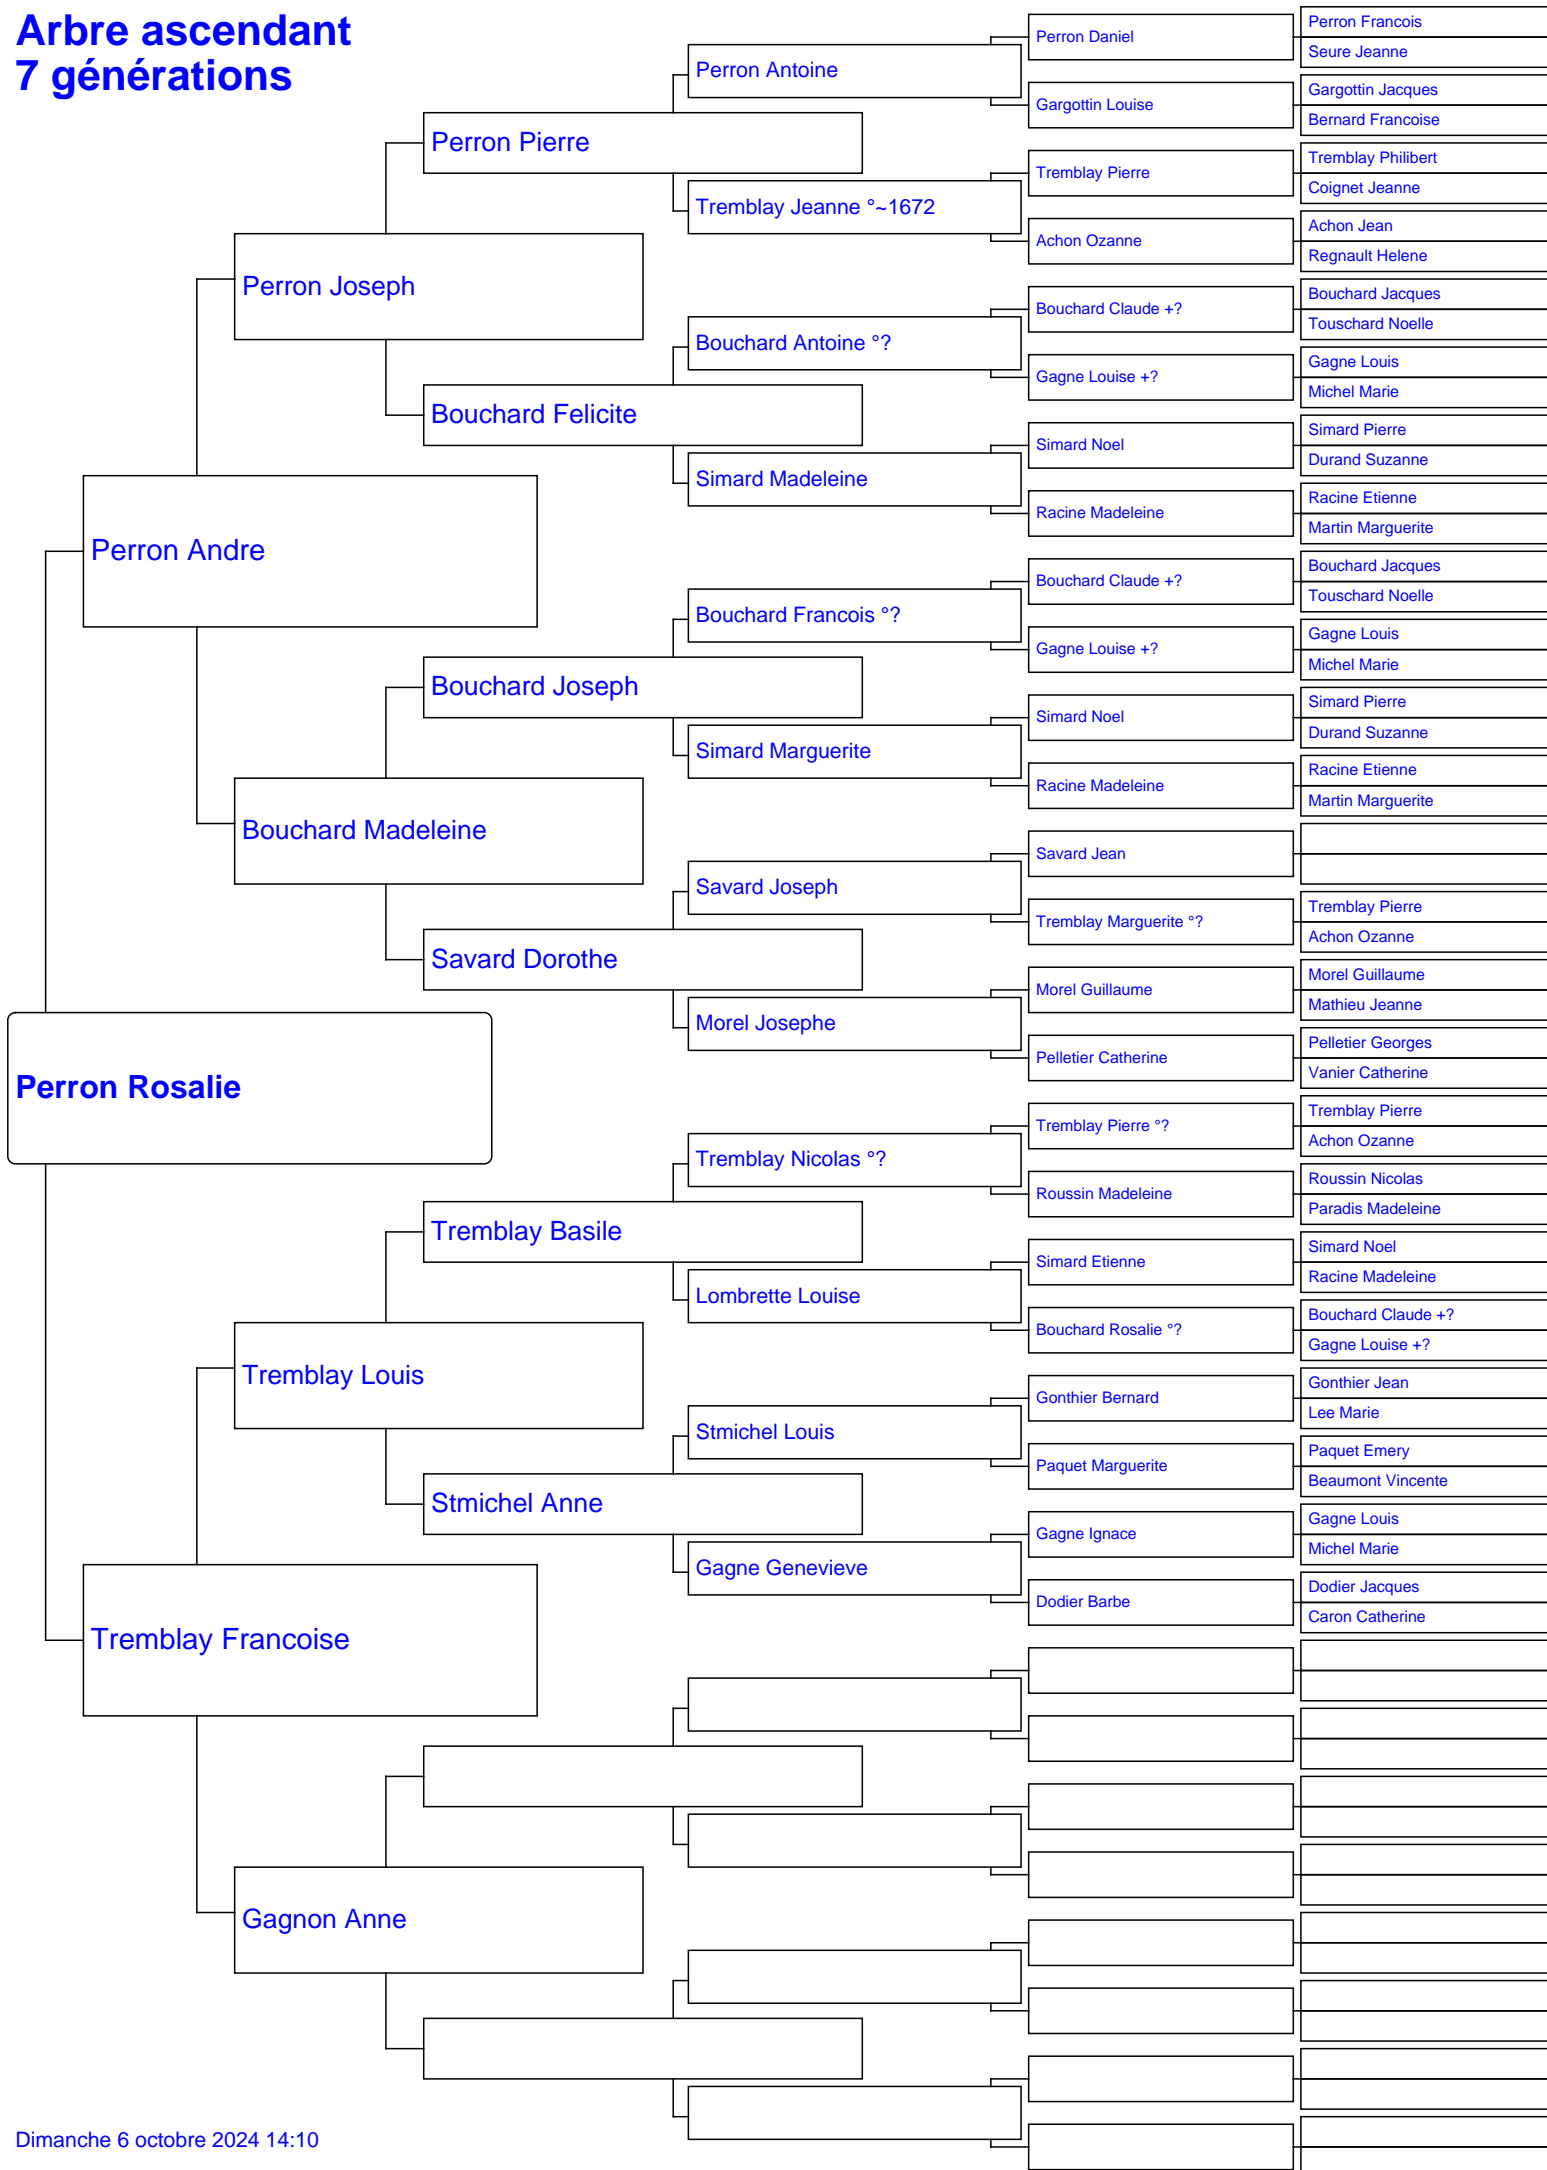 Arbre ascendant
7 générations
Perron Rosalie
Perron Andre
Tremblay Francoise
Perron Joseph
Bouchard Madeleine
Tremblay Louis
Gagnon Anne
Perron Pierre
Bouchard Felicite
Bouchard Joseph
Savard Dorothe
Tremblay Basile
Stmichel Anne
Perron Antoine
Tremblay Jeanne °~1672
Bouchard Antoine °?
Simard Madeleine
Bouchard Francois °?
Simard Marguerite
Savard Joseph
Morel Josephe
Tremblay Nicolas °?
Lombrette Louise
Stmichel Louis
Gagne Genevieve
Perron Daniel
Gargottin Louise
Tremblay Pierre
Achon Ozanne
Bouchard Claude +?
Gagne Louise +?
Simard Noel
Racine Madeleine
Bouchard Claude +?
Gagne Louise +?
Simard Noel
Racine Madeleine
Savard Jean
Tremblay Marguerite °?
Morel Guillaume
Pelletier Catherine
Tremblay Pierre °?
Roussin Madeleine
Simard Etienne
Bouchard Rosalie °?
Gonthier Bernard
Paquet Marguerite
Gagne Ignace
Dodier Barbe
Perron Francois
Seure Jeanne
Gargottin Jacques
Bernard Francoise
Tremblay Philibert
Coignet Jeanne
Achon Jean
Regnault Helene
Bouchard Jacques
Touschard Noelle
Gagne Louis
Michel Marie
Simard Pierre
Durand Suzanne
Racine Etienne
Martin Marguerite
Bouchard Jacques
Touschard Noelle
Gagne Louis
Michel Marie
Simard Pierre
Durand Suzanne
Racine Etienne
Martin Marguerite
Tremblay Pierre
Achon Ozanne
Morel Guillaume
Mathieu Jeanne
Pelletier Georges
Vanier Catherine
Tremblay Pierre
Achon Ozanne
Roussin Nicolas
Paradis Madeleine
Simard Noel
Racine Madeleine
Bouchard Claude +?
Gagne Louise +?
Gonthier Jean
Lee Marie
Paquet Emery
Beaumont Vincente
Gagne Louis
Michel Marie
Dodier Jacques
Caron Catherine
Dimanche 6 octobre 2024 14:10